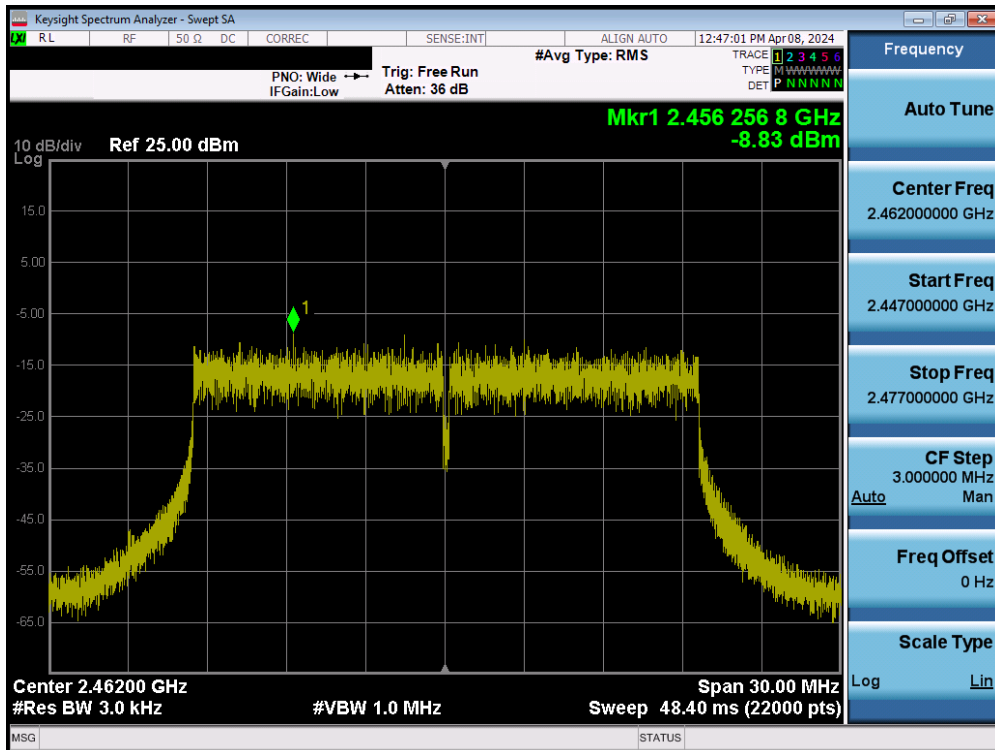 Keysight Spectrum Analyzer - Swept SA
LXI RL RF 50 Ω DC CORREC SENSE:INT ALIGN AUTO 12:47:01 PM Apr 08, 2024
PNO: Wide
IFGain:Low
Trig: Free Run
Atten: 36 dB
#Avg Type: RMS
TRACE 1 2 3 4 5 6
TYPE M WWWWW
DET P N N N N N
Mkr1 2.456 256 8 GHz
-8.83 dBm
10 dB/div Ref 25.00 dBm
Log
15.0
5.00
-5.00
-15.0
-25.0
-35.0
-45.0
-55.0
-65.0
1
Center 2.46200 GHz Span 30.00 MHz
#Res BW 3.0 kHz #VBW 1.0 MHz Sweep 48.40 ms (22000 pts)
MSG STATUS
Frequency
Auto Tune
Center Freq
2.462000000 GHz
Start Freq
2.447000000 GHz
Stop Freq
2.477000000 GHz
CF Step
3.000000 MHz
Auto Man
Freq Offset
0 Hz
Scale Type
Log Lin